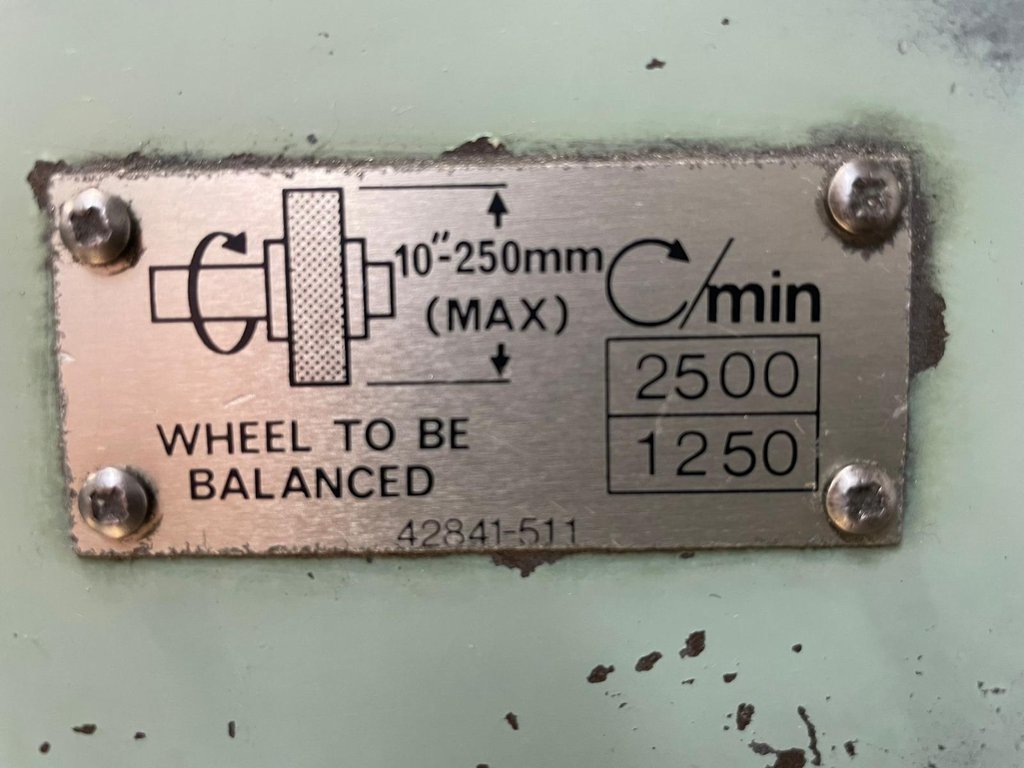 10"-250mm
(MAX)
/min
2500
1250
WHEEL TO BE
BALANCED
42841-511